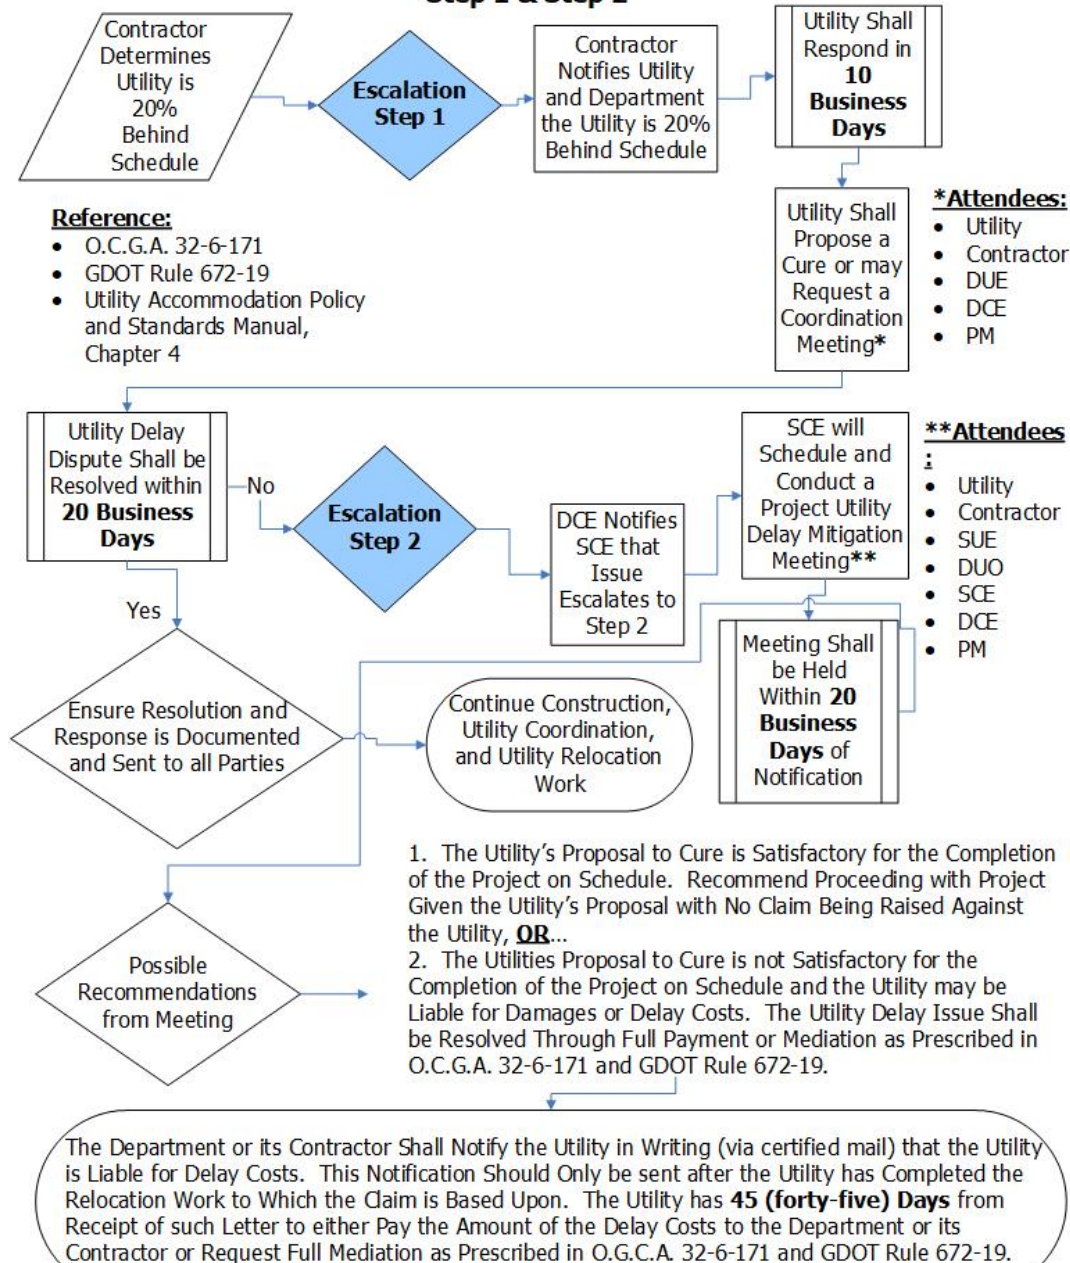 Step 1 & Step 2
Contractor
Determines
Utility is
20%
Behind
Schedule
Escalation
Step 1
Contractor
Notifies Utility
and Department
the Utility is 20%
Behind Schedule
Utility Shall
Respond in
10
Business
Days
Reference:
• O.C.G.A. 32-6-171
• GDOT Rule 672-19
• Utility Accommodation Policy
and Standards Manual,
Chapter 4
Utility Shall
Propose a
Cure or may
Request a
Coordination
Meeting*
*Attendees:
• Utility
• Contractor
• DUE
• DCE
• PM
Utility Delay
Dispute Shall be
Resolved within
20 Business
Days
No
Escalation
Step 2
DCE Notifies
SCE that
Issue
Escalates to
Step 2
SCE will
Schedule and
Conduct a
Project Utility
Delay Mitigation
Meeting**
**Attendees
:
• Utility
• Contractor
• SUE
• DUO
• SCE
• DCE
• PM
Yes
Meeting Shall
be Held
Within 20
Business
Days of
Notification
Ensure Resolution and
Response is Documented
and Sent to all Parties
Continue Construction,
Utility Coordination,
and Utility Relocation
Work
Possible
Recommendations
from Meeting
1. The Utility's Proposal to Cure is Satisfactory for the Completion
of the Project on Schedule. Recommend Proceeding with Project
Given the Utility's Proposal with No Claim Being Raised Against
the Utility, OR...
2. The Utilities Proposal to Cure is not Satisfactory for the
Completion of the Project on Schedule and the Utility may be
Liable for Damages or Delay Costs. The Utility Delay Issue Shall
be Resolved Through Full Payment or Mediation as Prescribed in
O.C.G.A. 32-6-171 and GDOT Rule 672-19.
The Department or its Contractor Shall Notify the Utility in Writing (via certified mail) that the Utility
is Liable for Delay Costs. This Notification Should Only be sent after the Utility has Completed the
Relocation Work to Which the Claim is Based Upon. The Utility has 45 (forty-five) Days from
Receipt of such Letter to either Pay the Amount of the Delay Costs to the Department or its
Contractor or Request Full Mediation as Prescribed in O.G.C.A. 32-6-171 and GDOT Rule 672-19.